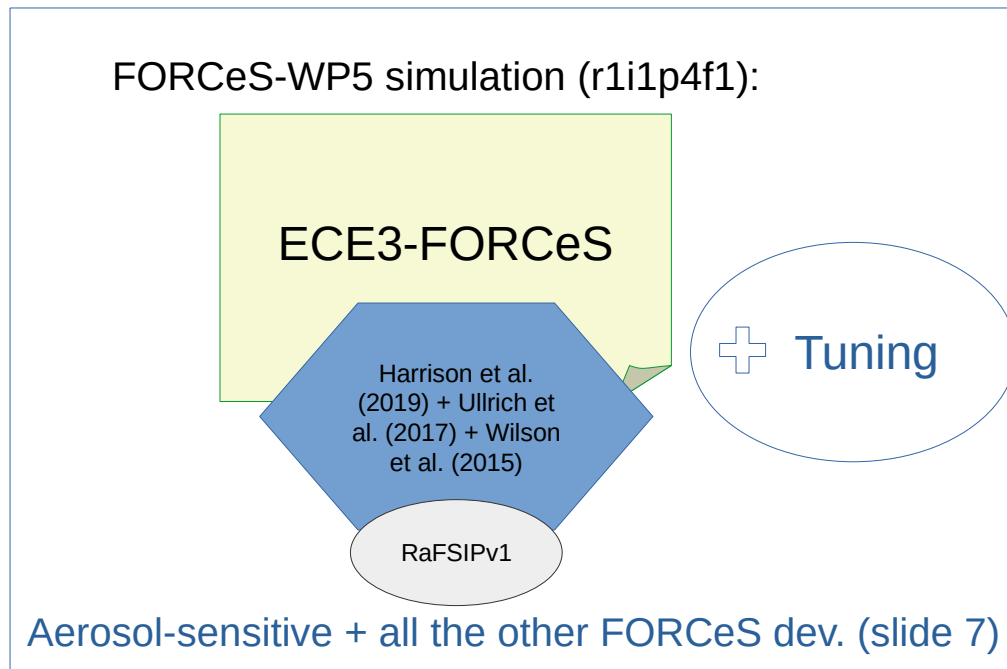 FORCeS-WP5 simulation (r1i1p4f1):
ECE3-FORCeS
Harrison et al.
(2019) + Ullrich et
al. (2017) + Wilson
et al. (2015)
Tuning
RaFSIPv1
Aerosol-sensitive + all the other FORCeS dev. (slide 7)